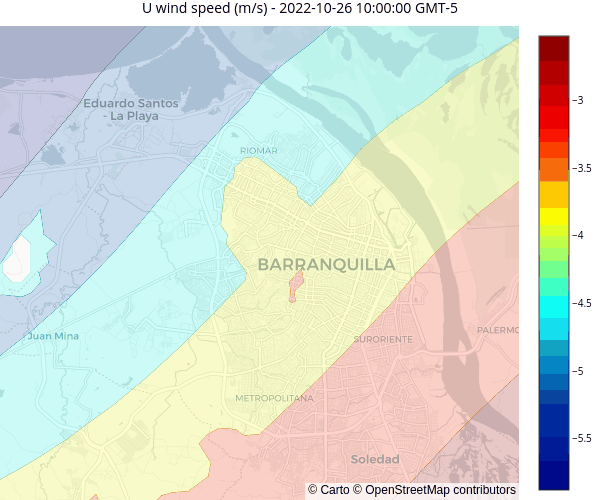 U wind speed (m/s) - 2022-10-26 10:00:00 GMT-5
Eduardo Santos
- La Playa
RIOMAR
BARRANQUILLA
Juan Mina
SURORIENTE
PALERMO
METROPOLITANA
Soledad
© Carto © OpenStreetMap contributors
−3
−3.5
−4
−4.5
−5
−5.5